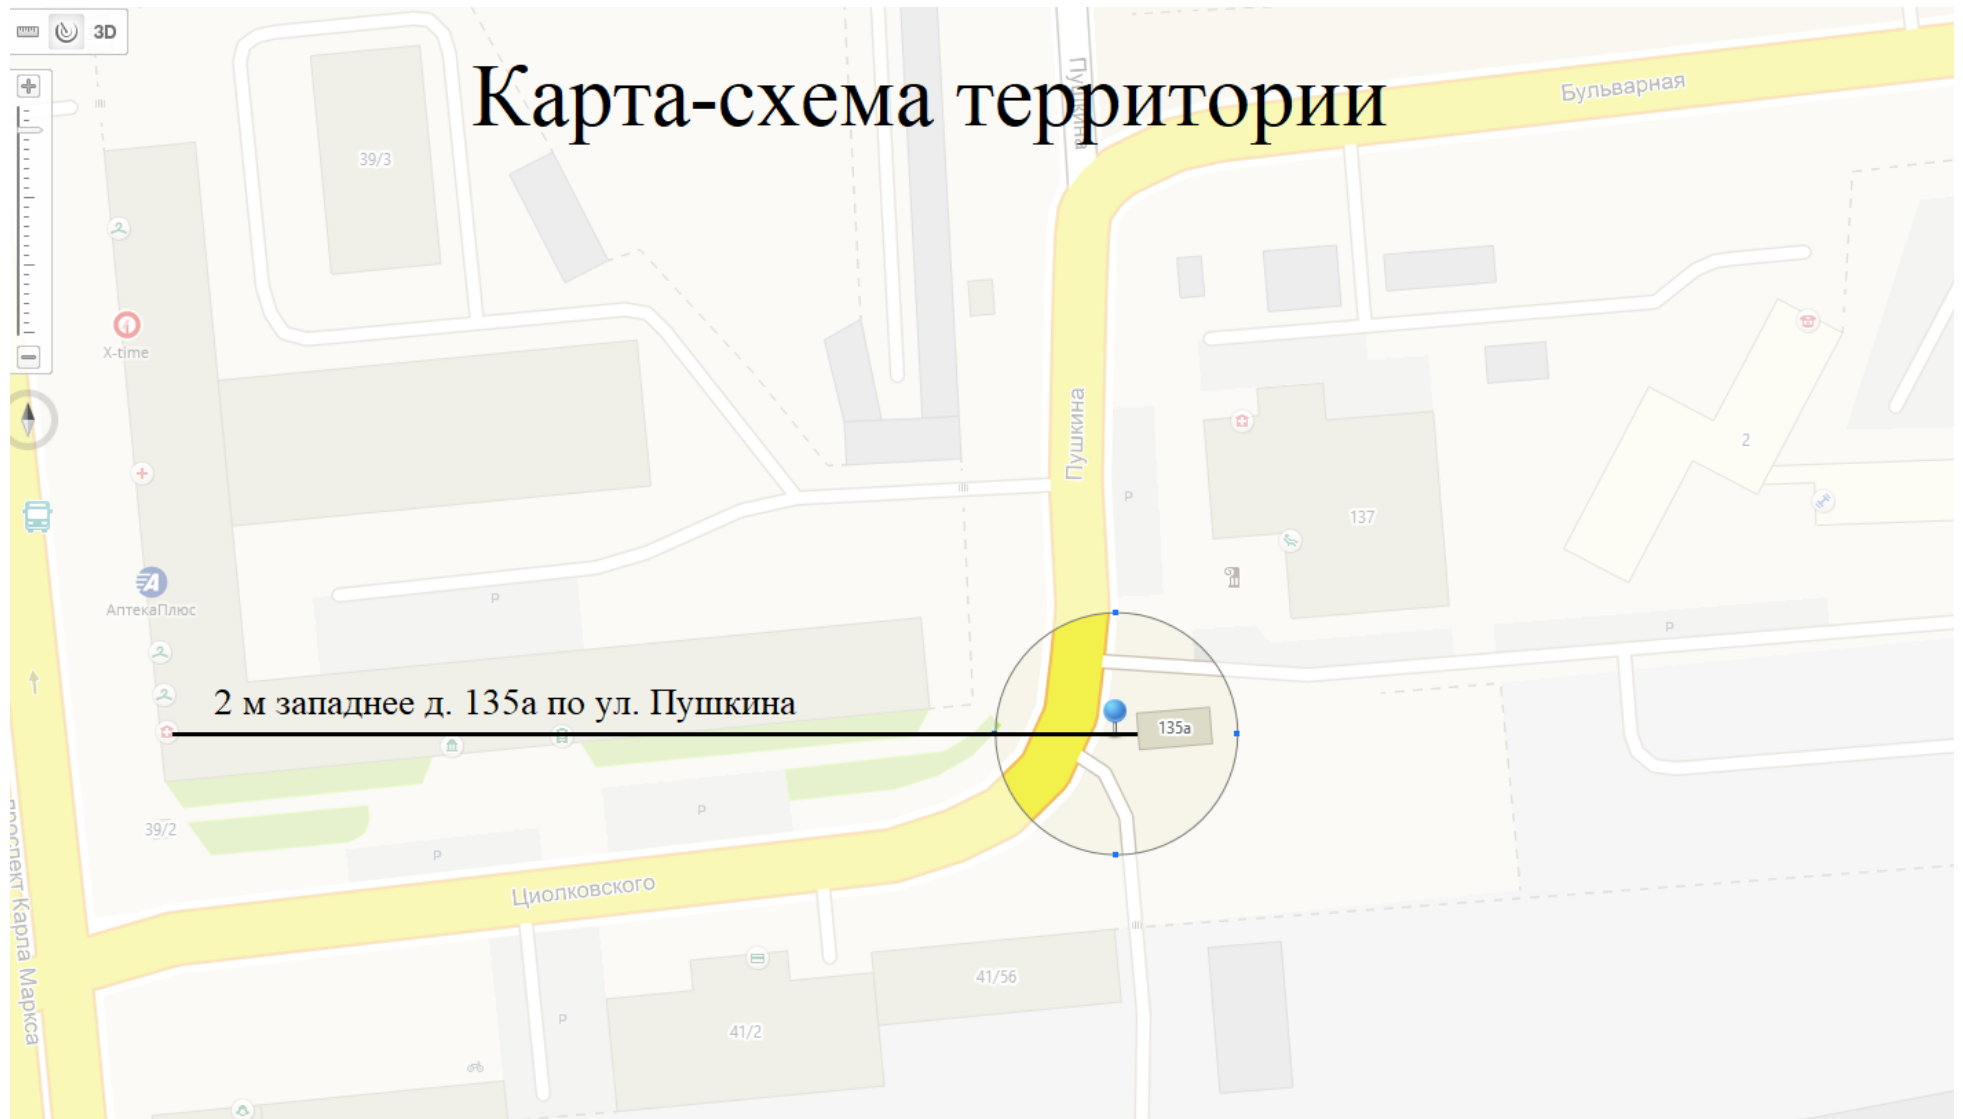 3D
Карта-схема территории
Пушкина
Бульварная
39/3
X-time
Пушкина
2
P
137
АптекаПлюс
P
P
2 м западнее д. 135а по ул. Пушкина
135а
P
39/2
P
Циолковского
проспект Карла Маркса
41/56
P
41/2